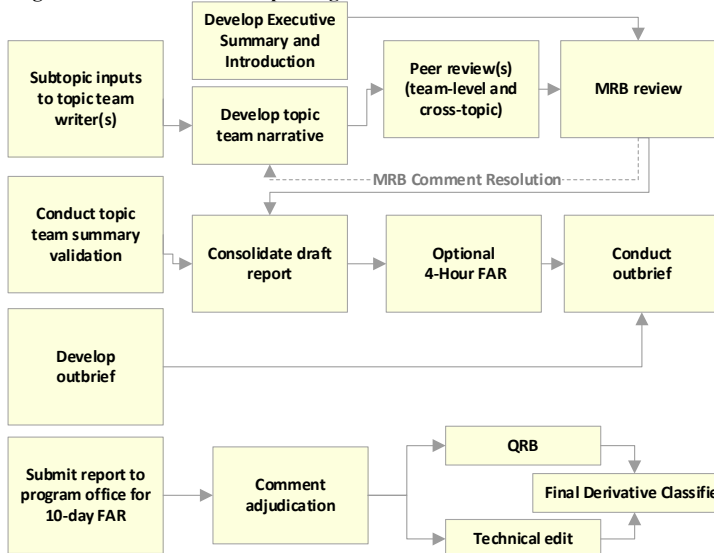 Develop Executive
Summary and
Introduction
Subtopic inputs
to topic team
writer(s)
Develop topic
team narrative
Peer review(s)
(team-level and
cross-topic)
MRB review
MRB Comment Resolution
Conduct topic
team summary
validation
Consolidate draft
report
Optional
4-Hour FAR
Conduct
outbrief
Develop
outbrief
Submit report to
program office for
10-day FAR
Comment
adjudication
QRB
Final Derivative Classifie
Technical edit